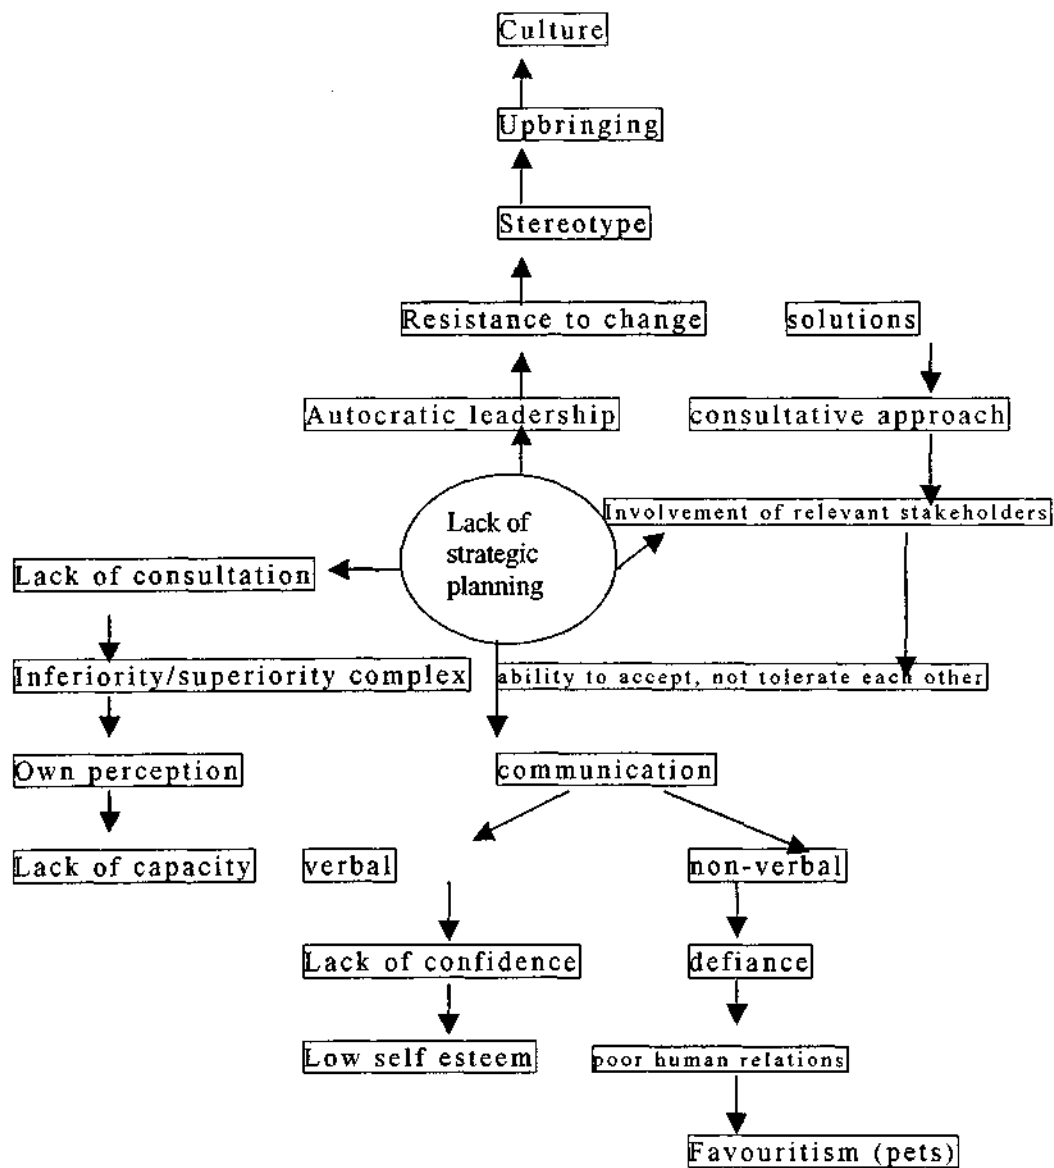 Culture
Upbringing
Stereotype
Resistance to change
solutions
Autocratic leadership
consultative approach
Lack of
strategic
planning
Involvement of relevant stakeholders
Lack of consultation
Inferiority/superiority complex
ability to accept, not tolerate each other
Own perception
communication
Lack of capacity
verbal
non-verbal
Lack of confidence
defiance
Low self esteem
poor human relations
Favouritism (pets)